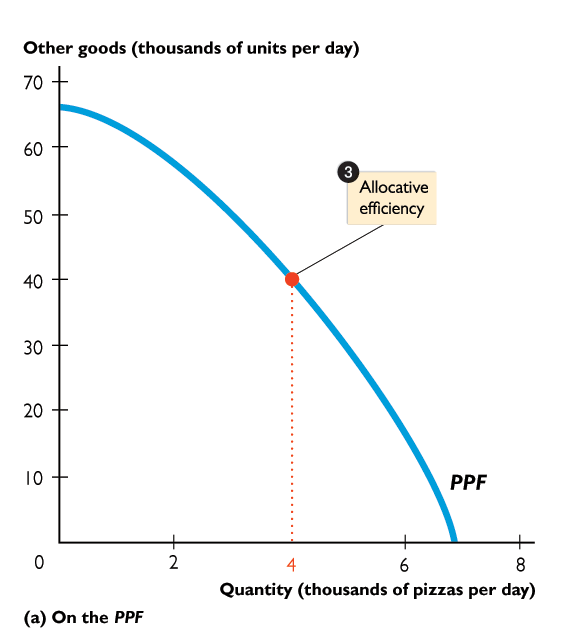 Other goods (thousands of units per day)
70
60
50
40
30
20
10
0
3
Allocative
efficiency
PPF
2
4
6
8
Quantity (thousands of pizzas per day)
(a) On the PPF